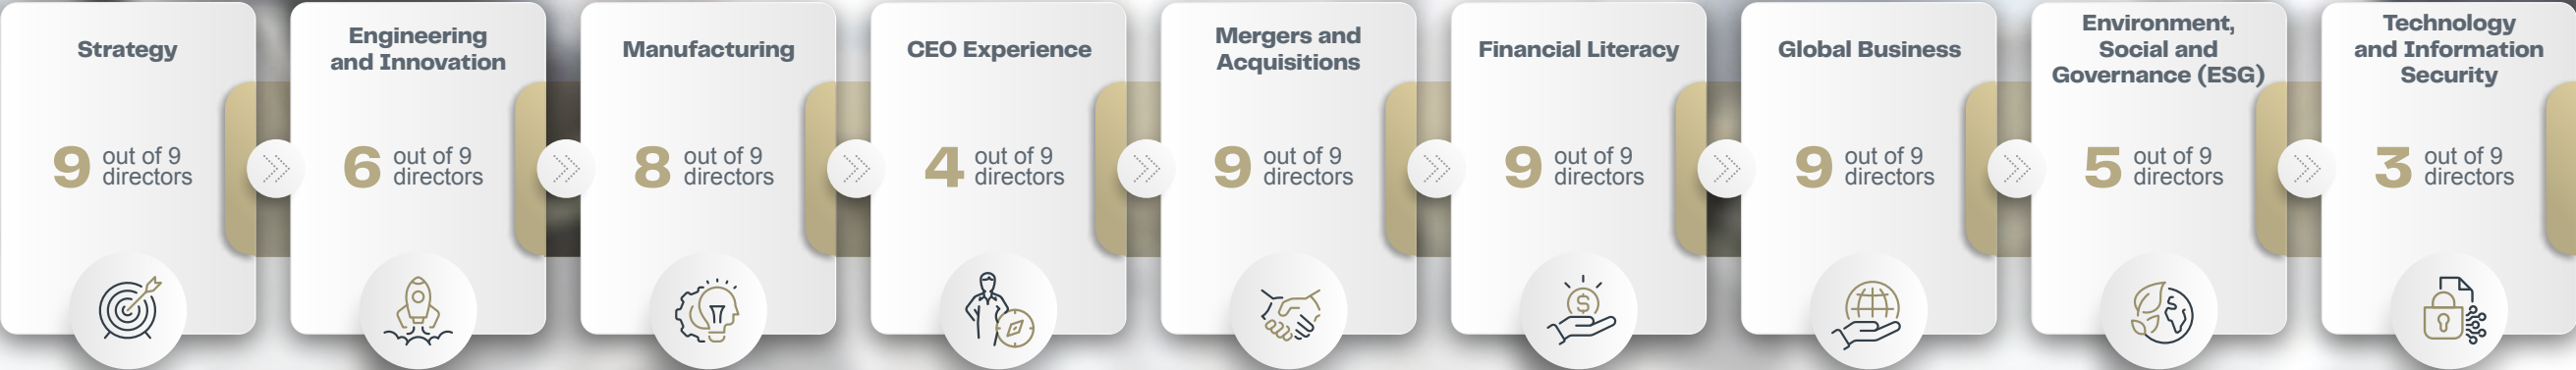 Strategy
9 out of 9
directors
Engineering
and Innovation
6 out of 9
directors
Manufacturing
8 out of 9
directors
CEO Experience
4 out of 9
directors
Mergers and
Acquisitions
9 out of 9
directors
Financial Literacy
9 out of 9
directors
Global Business
9 out of 9
directors
Environment,
Social and
Governance (ESG)
5 out of 9
directors
Technology
and Information
Security
3 out of 9
directors